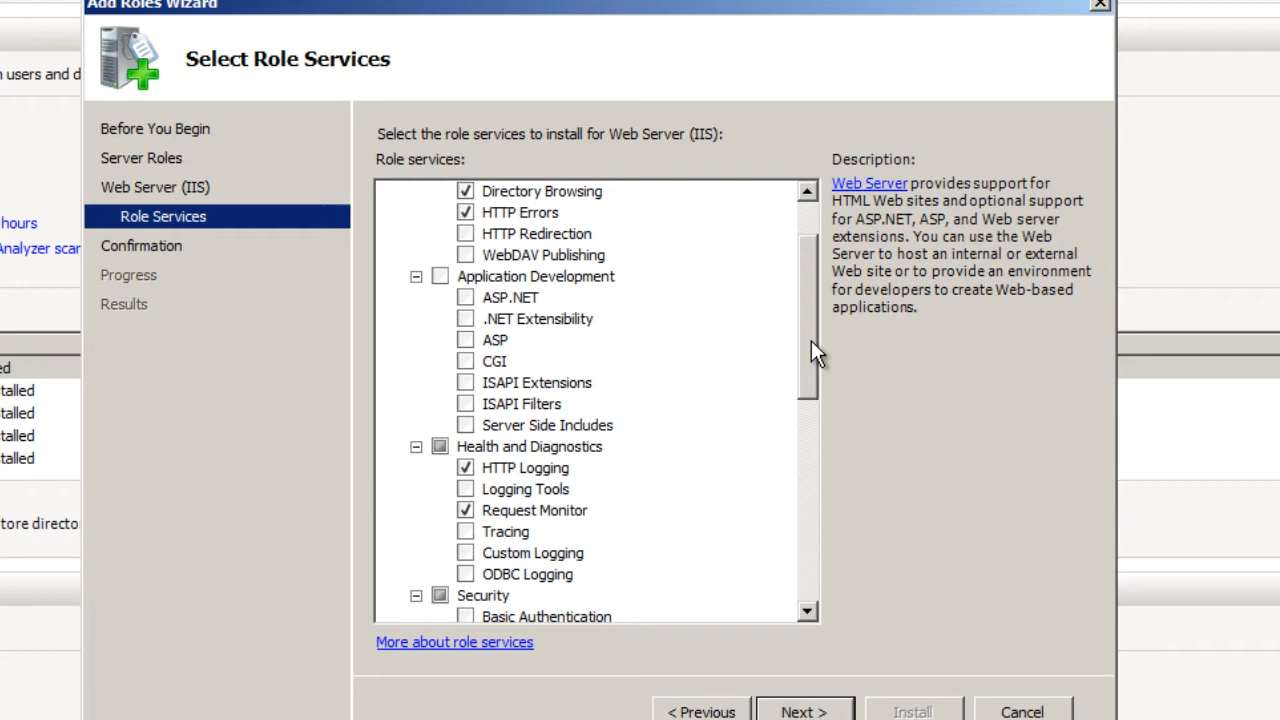 Add Roles Wizard
Select Role Services
users and d
Before You Begin
Server Roles
Web Server (IIS)
Role Services
Confirmation
Progress
Results
hours
Analyzer scan
ed
talled
talled
talled
talled
tore directo
Select the role services to install for Web Server (IIS):
Role services:
Directory Browsing
HTTP Errors
HTTP Redirection
WebDAV Publishing
Application Development
ASP.NET
.NET Extensibility
ASP
CGI
ISAPI Extensions
ISAPI Filters
Server Side Includes
Health and Diagnostics
HTTP Logging
Logging Tools
Request Monitor
Tracing
Custom Logging
ODBC Logging
Security
Basic Authentication
More about role services
Description:
Web Server provides support for
HTML Web sites and optional support
for ASP.NET, ASP, and Web server
extensions. You can use the Web
Server to host an internal or external
Web site or to provide an environment
for developers to create Web-based
applications.
< Previous
Next >
Install
Cancel